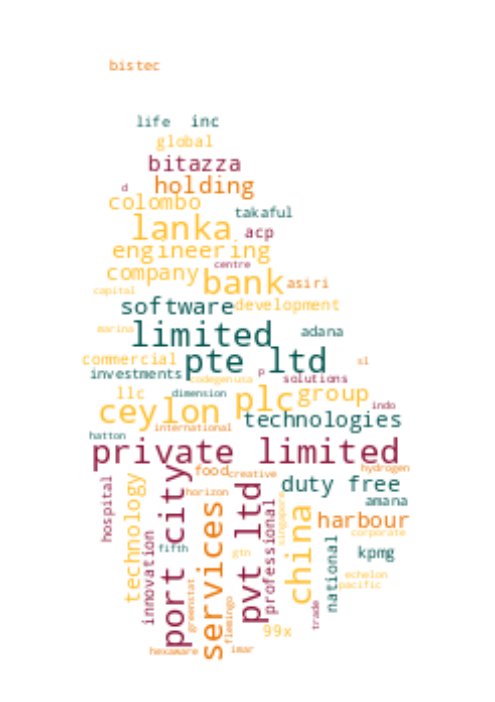 bistec
life inc
global
bitazza
d holding
colombo takaful
lanka acp
engineering
centre
company bank asiri
capital
software development
marina limited adana
commercial pte ltd sl
investments codegenusa p solutions
llc dimension plc group
ceylon indo
technologies
international
hatton
private limited
food creative hydrogen
hospital technology horizon duty free
amana
port city services pvt ltd professional singapore china harbour
corporate
innovation fifth gtn national kpmg
echelon
pacific
greenstat flemingo 99x trade
hexaware imar